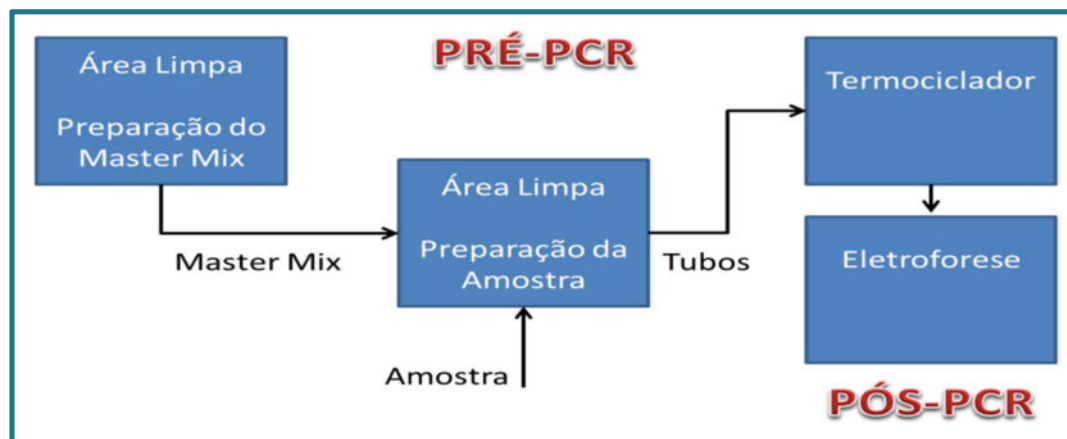 PRÉ-PCR
Área Limpa
Preparação do
Master Mix
Master Mix
Área Limpa
Preparação da
Amostra
Amostra
Tubos
Termociclador
Eletroforese
PÓS-PCR